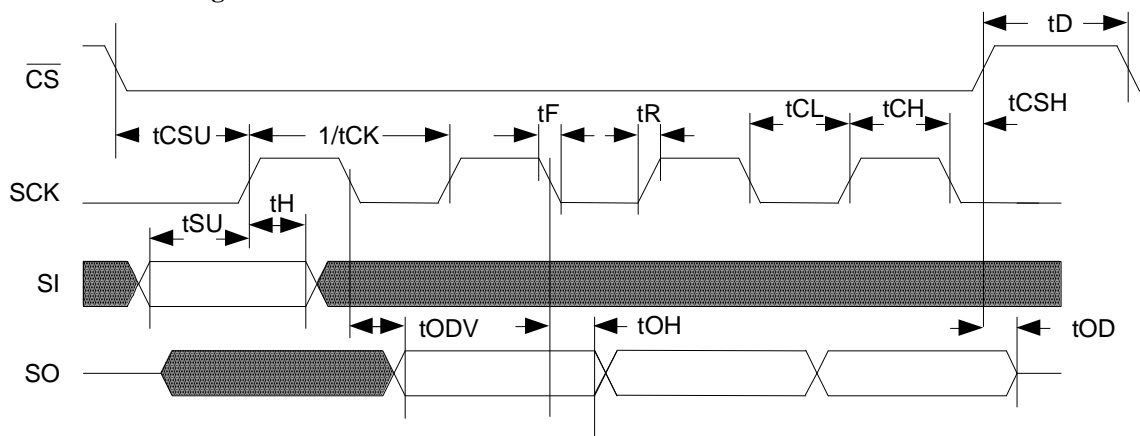 tD
CS
tF
tR
tCL
tCH
tCSH
tCSU
1/tCK
SCK
tSU
tH
SI
tODV
tOH
tOD
SO